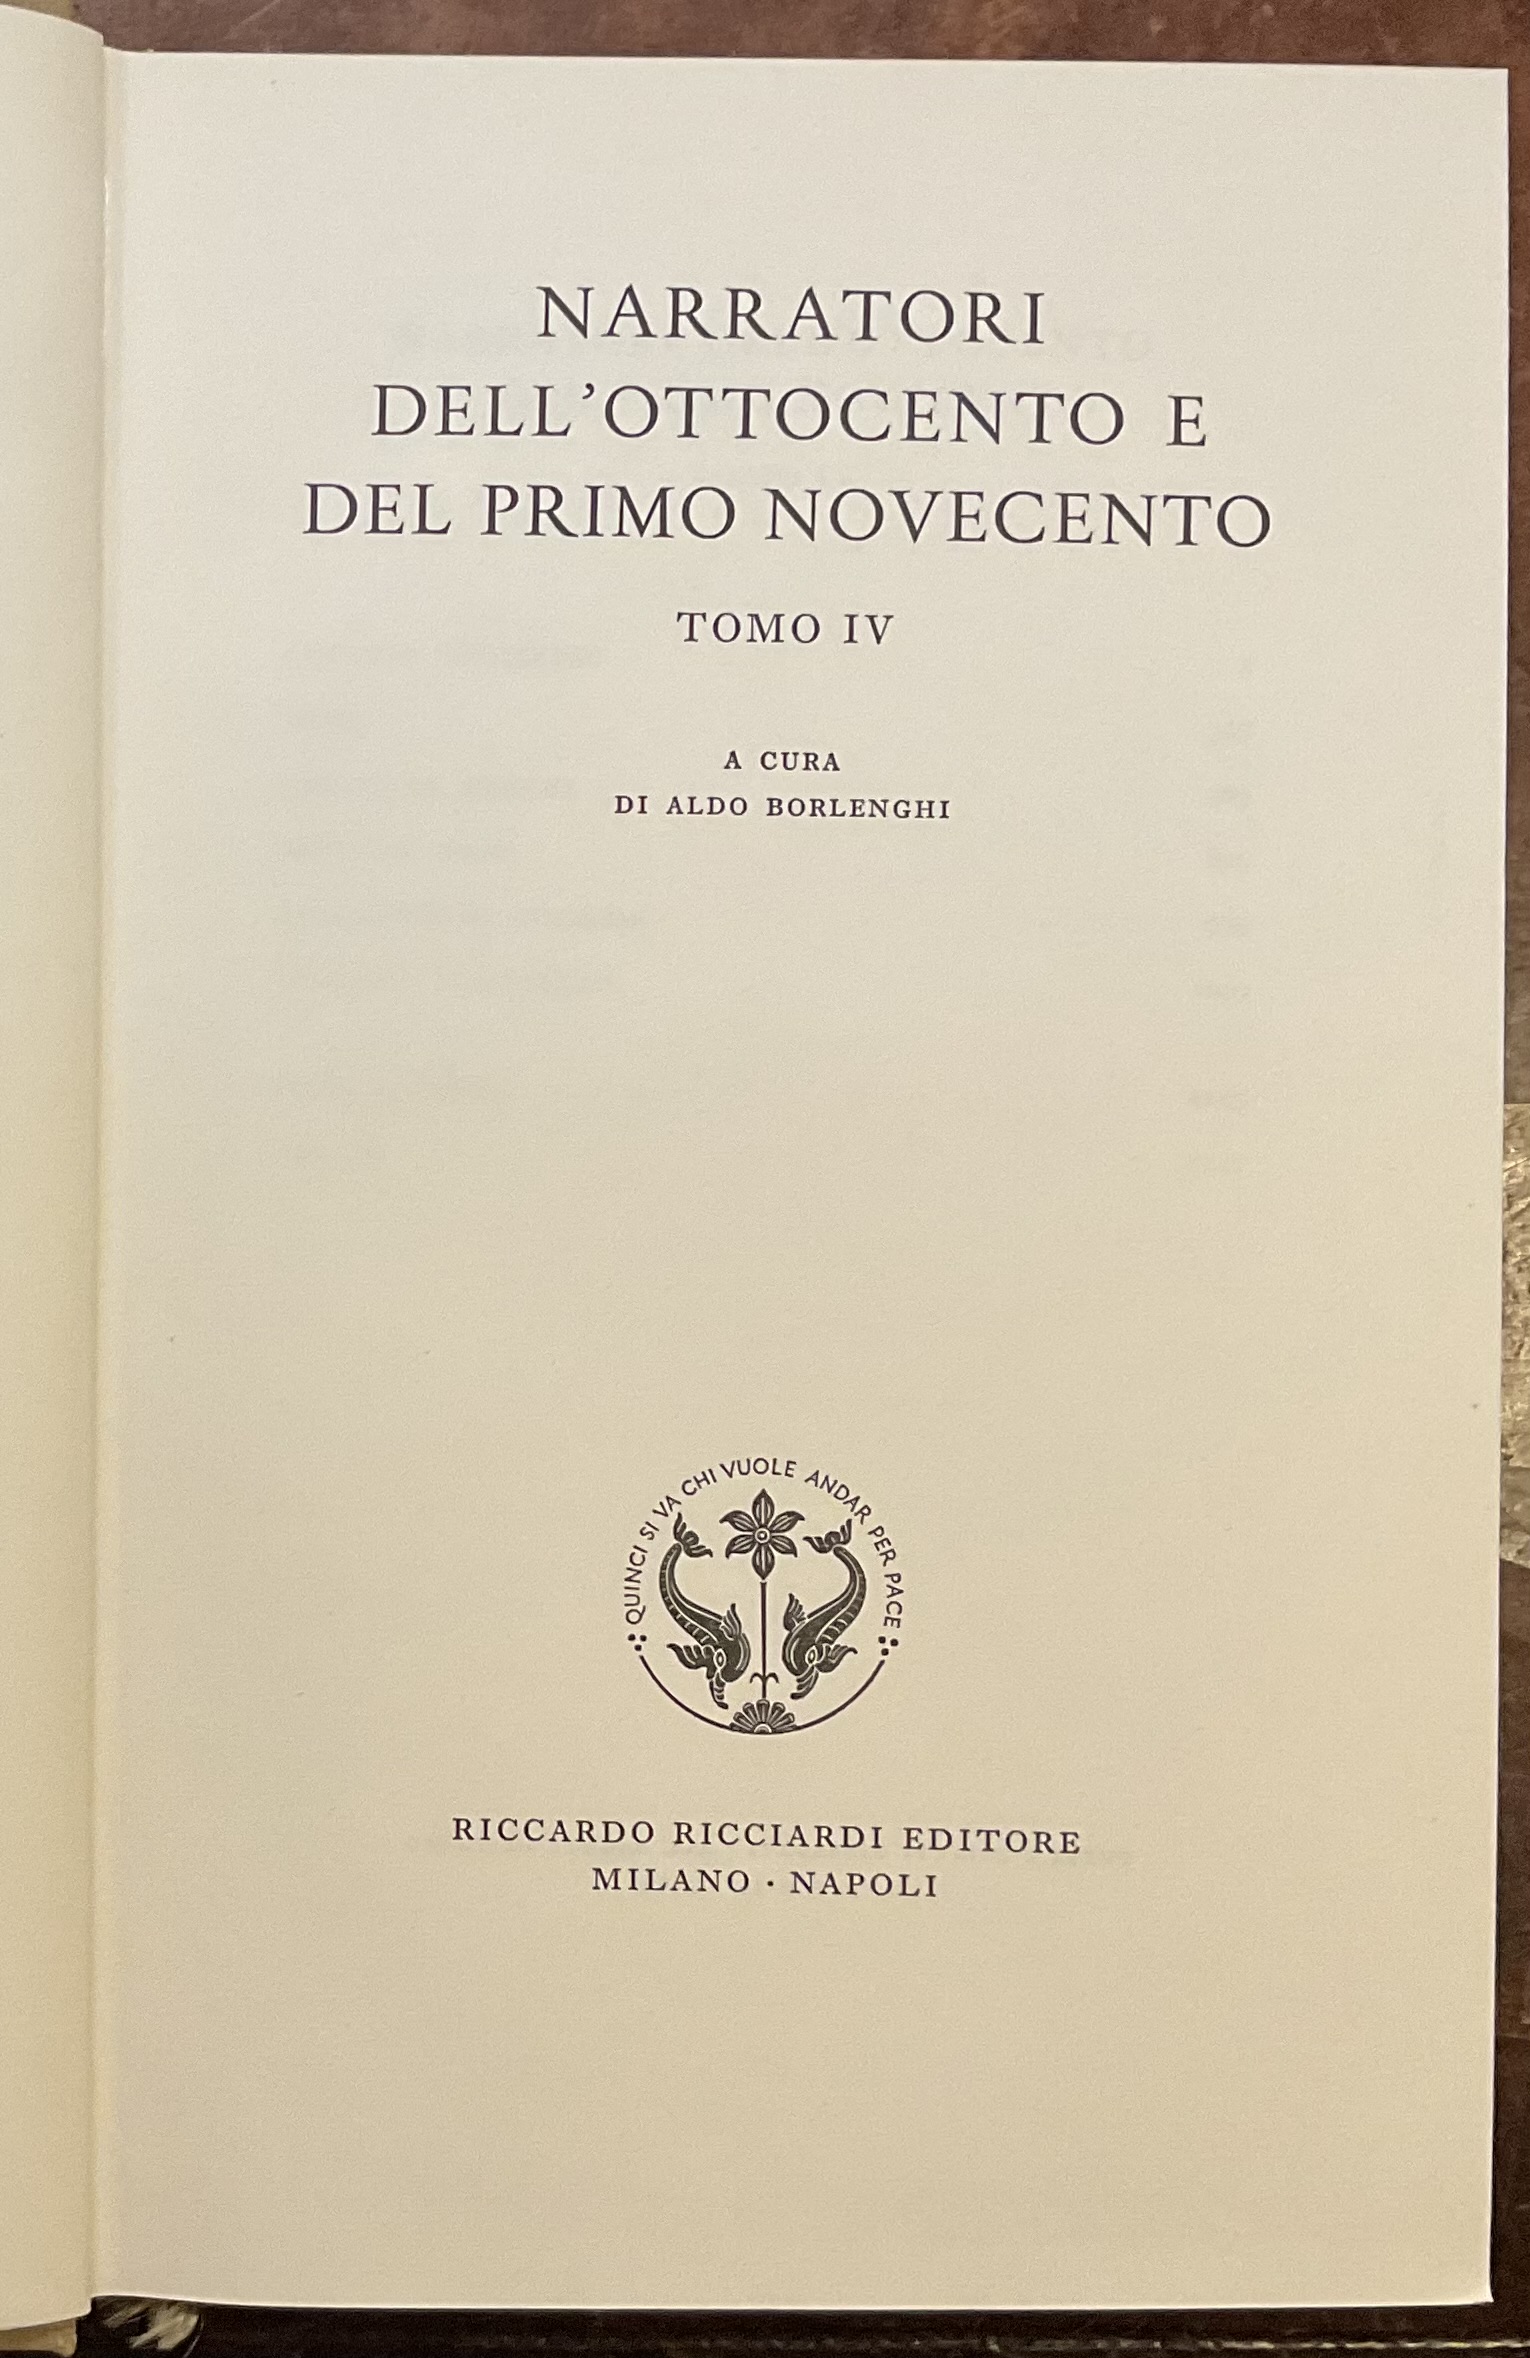 NARRATORI
DELL'OTTOCENTO E
DEL PRIMO NOVECENTO
TOMO IV
A CURA
DI ALDO BORLENGHI
QUINCI SI VA CHI VUOLE ANDAR PER PACE
RICCARDO RICCIARDI EDITORE
MILANO · NAPOLI